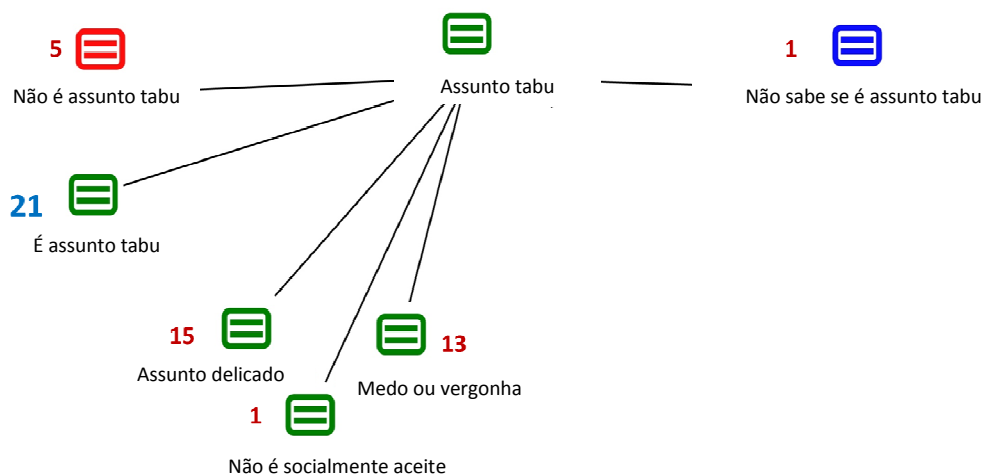 5
Não é assunto tabu
Assunto tabu
1
Não sabe se é assunto tabu
21
É assunto tabu
15
Assunto delicado
13
Medo ou vergonha
1
Não é socialmente aceite